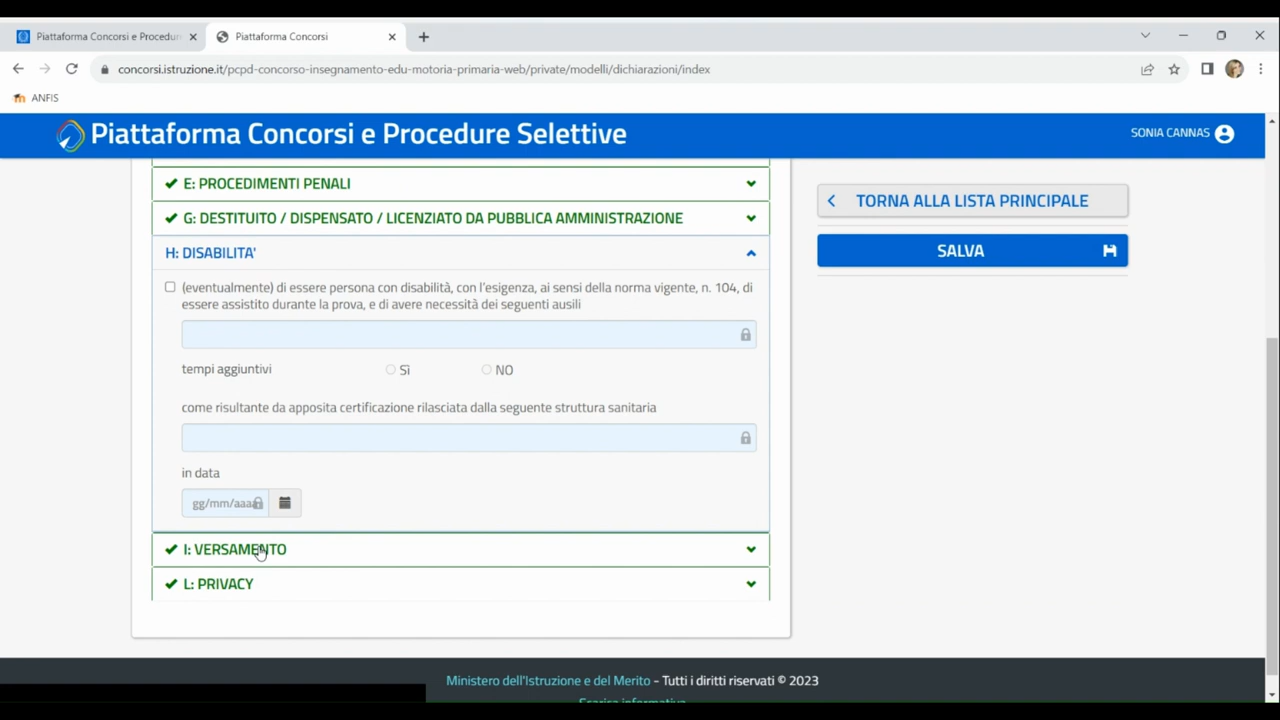 Piattaforma Concorsi e Procedur
Piattaforma Concorsi
concorsi.istruzione.it/pcpd-concorso-insegnamento-edu-motoria-primaria-web/private/modelli/dichiarazioni/index
ANFIS
Piattaforma Concorsi e Procedure Selettive
SONIA CANNAS
E: PROCEDIMENTI PENALI
G: DESTITUITO / DISPENSATO / LICENZIATO DA PUBBLICA AMMINISTRAZIONE
H: DISABILITA'
(eventualmente) di essere persona con disabilità, con l'esigenza, ai sensi della norma vigente, n. 104, di
essere assistito durante la prova, e di avere necessità dei seguenti ausili
tempi aggiuntivi Sì NO
come risultante da apposita certificazione rilasciata dalla seguente struttura sanitaria
in data
gg/mm/aaaa
I: VERSAMENTO
L: PRIVACY
TORNA ALLA LISTA PRINCIPALE
SALVA
Ministero dell'Istruzione e del Merito - Tutti i diritti riservati © 2023
Scarica informativa